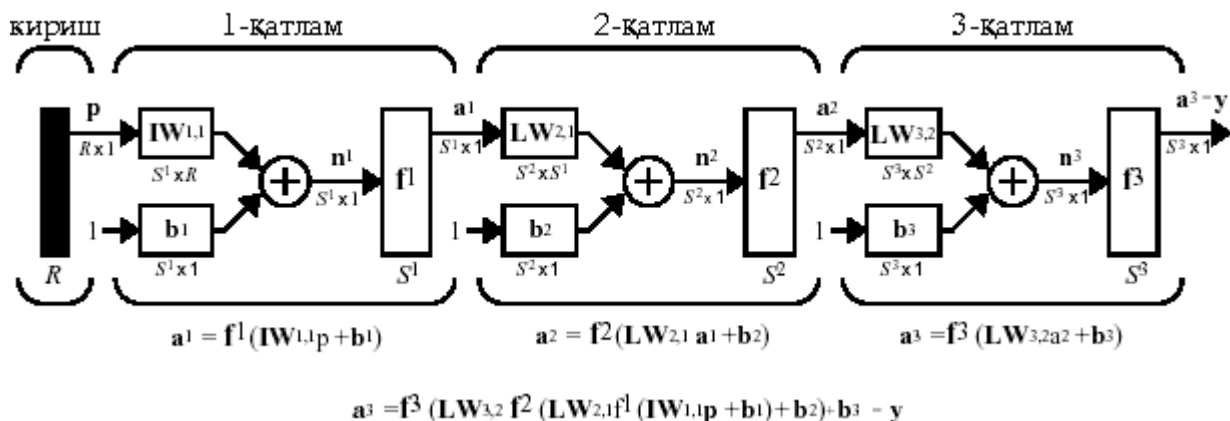 кириш 1-қатлам 2-қатлам 3-қатлам
p a¹ a² a³ - y
IW1,1 n¹ f¹ LW2,1 n² f² LW3,2 n³ f³
R x 1 S¹ x R S¹ x 1 S¹ x 1 S² x S¹ S² x 1 S² x 1 S³ x S² S³ x 1 S³ x 1
1 b1 1 b2 1 b3
R S¹ x 1 S¹ S² x 1 S² S³ x 1 S³
a1 = f¹(IW1,1p + b1) a2 = f²(LW2,1 a1+b2) a3 =f³ (LW3,2a2 + b3)
a3 =f³ (LW3,2 f² (LW2,1f¹ (IW1,1p + b1) + b2)+b3 - y